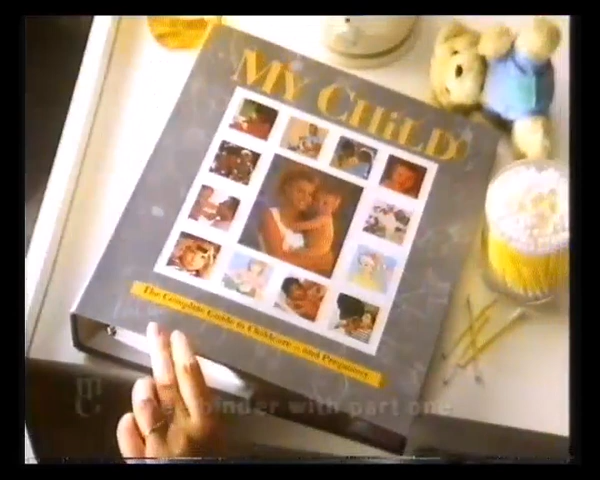 MY CHiLD
The Complete Guide to Childcare and Pregnancy
binder with part one